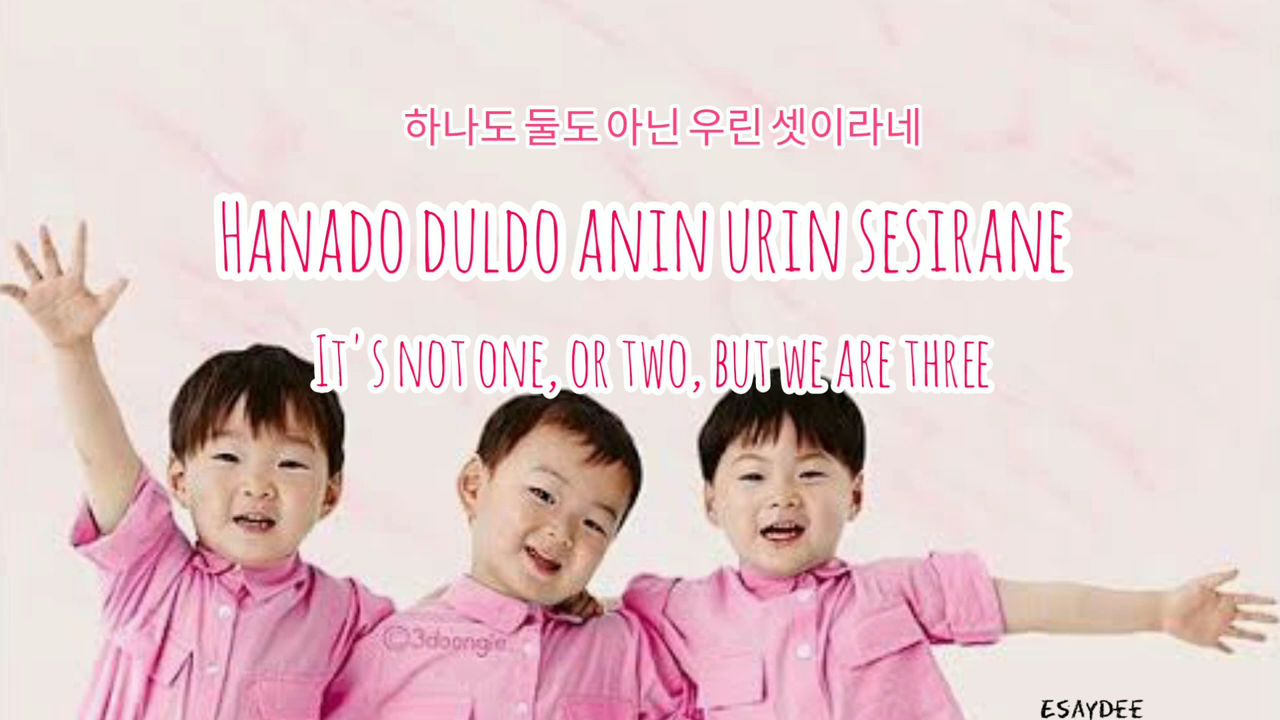 하나도 둘도 아닌 우린 셋이라네
Hanado duldo anin urin sesirane
It's not one, or two, but we are three
©3doongie
ESAYDEE